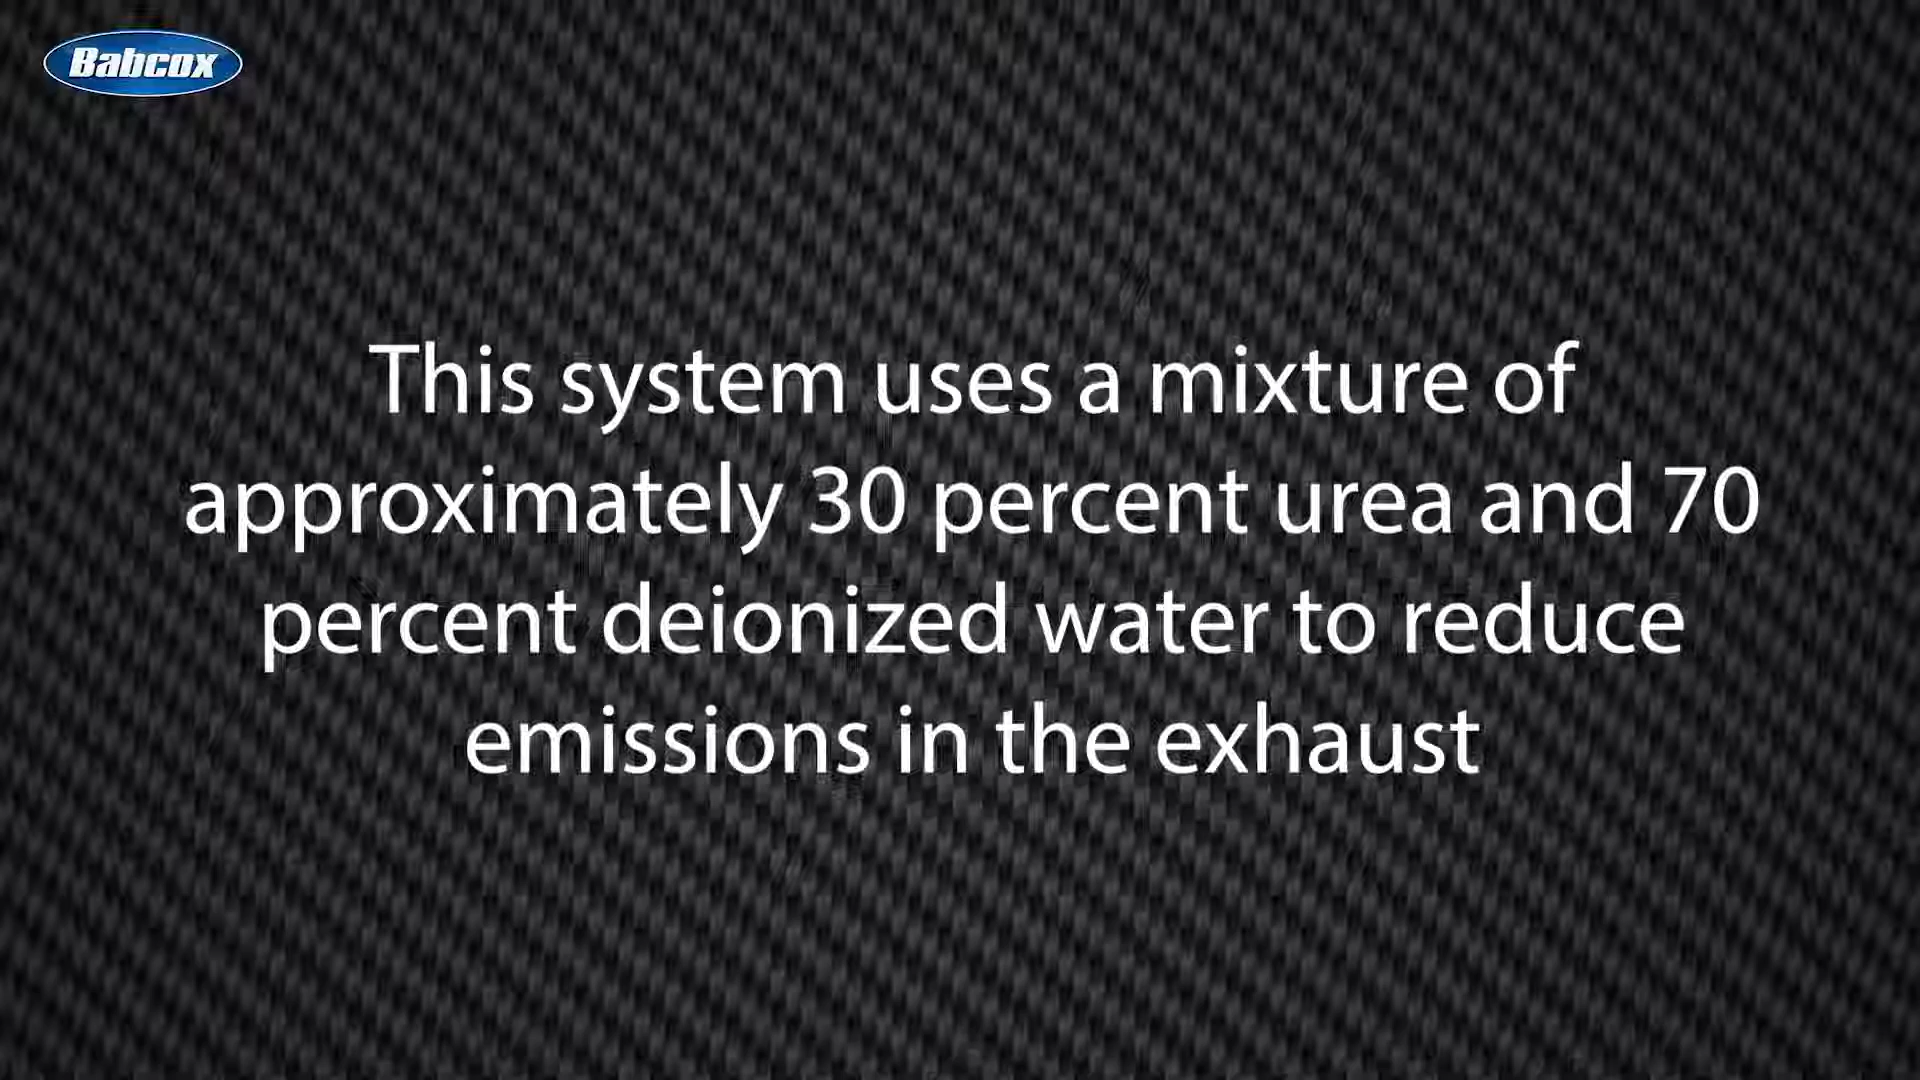 Babcox
This system uses a mixture of
approximately 30 percent urea and 70
percent deionized water to reduce
emissions in the exhaust